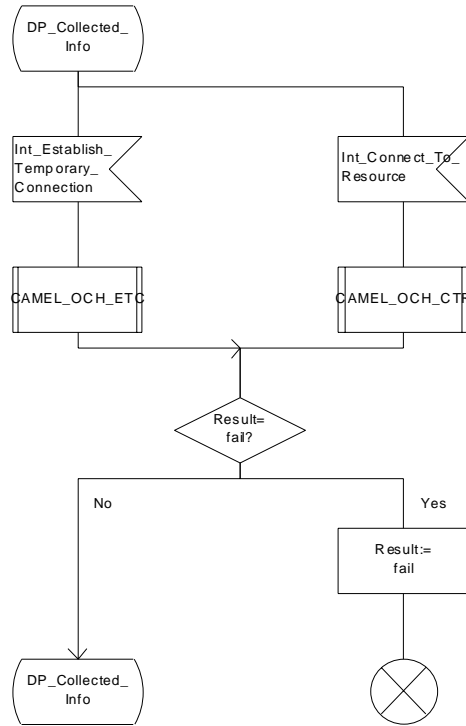 DP_Collected_
Info
Int_Establish_
Temporary_
Connection
Int_Connect_To_
Resource
CAMEL_OCH_ETC
CAMEL_OCH_CTR
Result=
fail?
No
Yes
Result:=
fail
DP_Collected_
Info